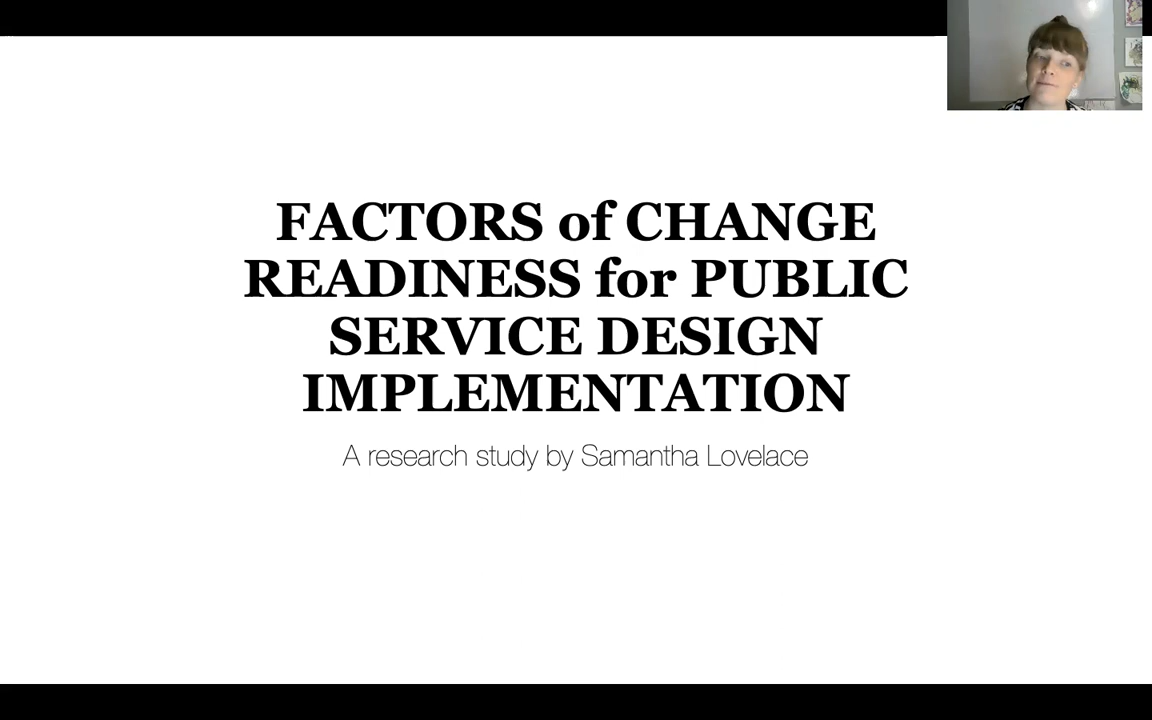 FACTORS of CHANGE
READINESS for PUBLIC
SERVICE DESIGN
IMPLEMENTATION
A research study by Samantha Lovelace